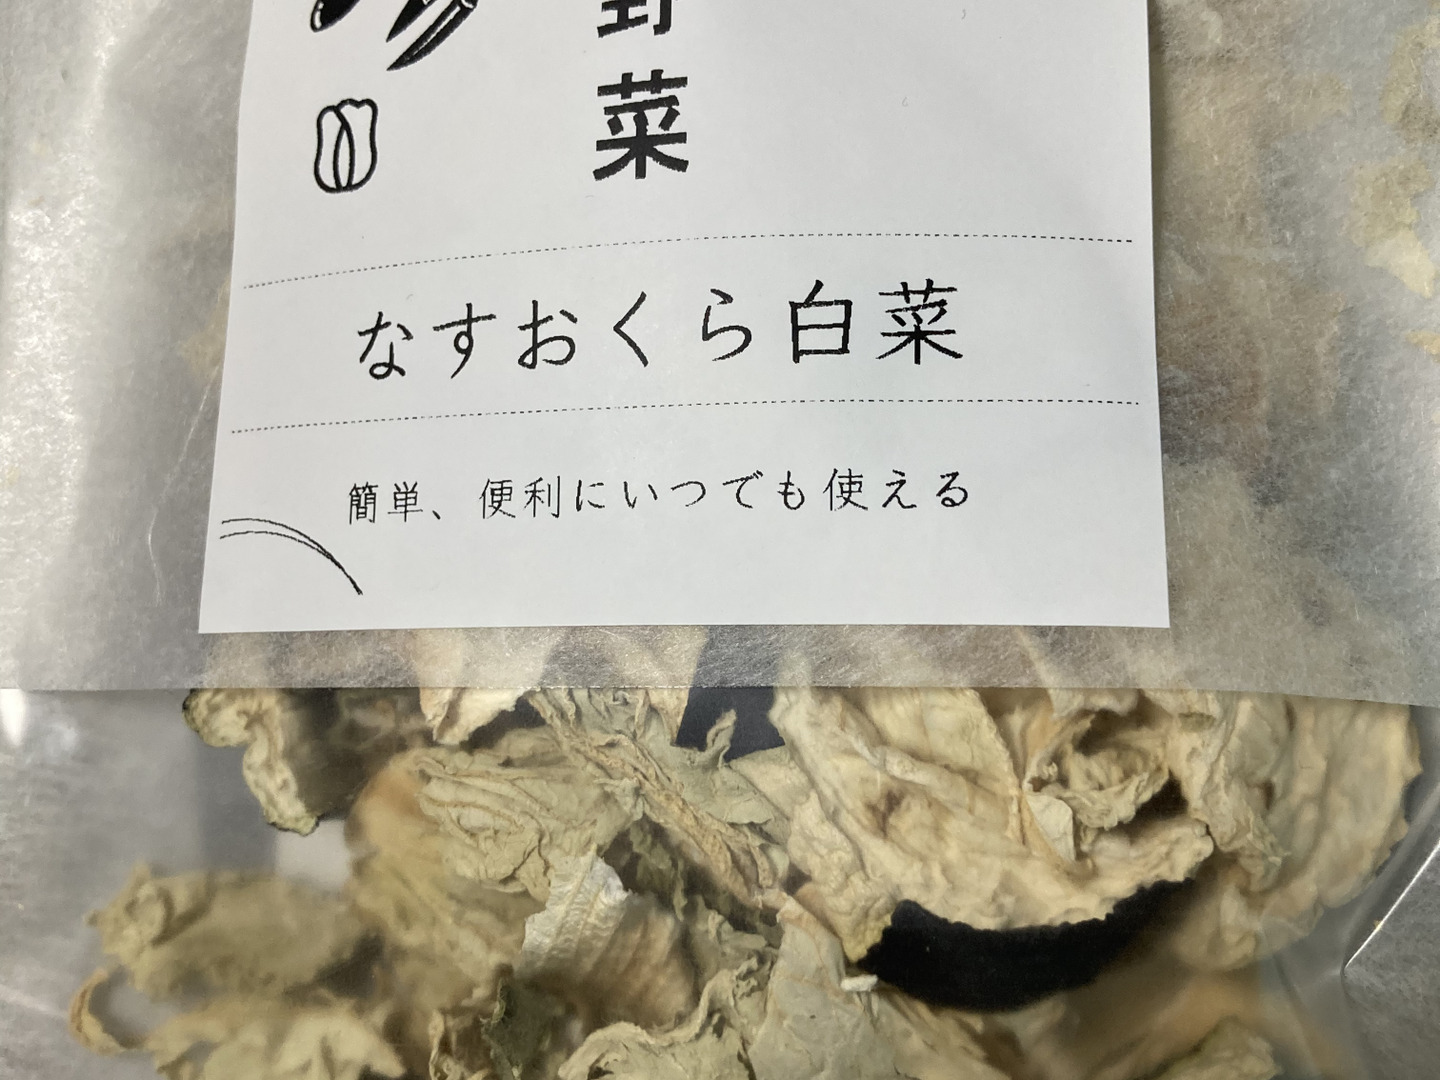 野菜
なすおくら白菜
簡単、便利にいつでも使える